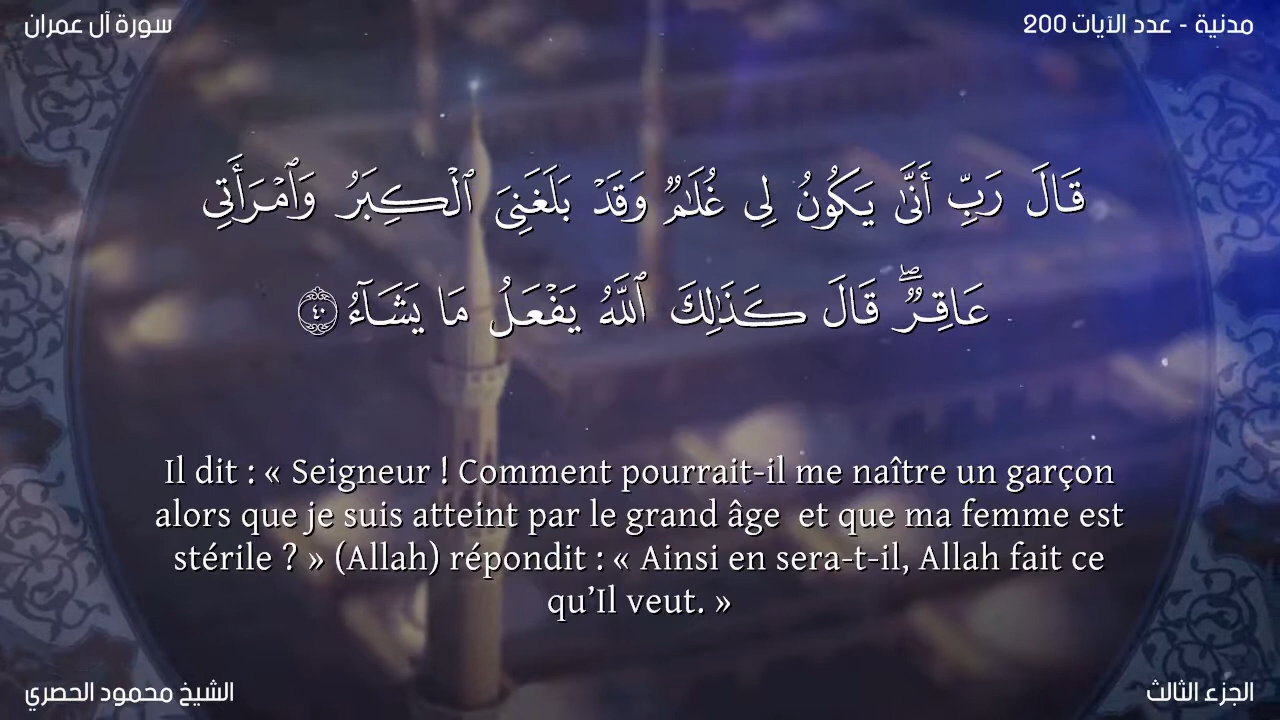 مدنية - عدد الآيات 200
سورة آل عمران
قَالَ رَبِّ أَنَّىٰ يَكُونُ لِى غُلَـٰمٌ وَقَدْ بَلَغَنِىَ ٱلْكِبَرُ وَٱمْرَأَتِى
عَاقِرٌ ۖ قَالَ كَذَٰلِكَ ٱللَّهُ يَفْعَلُ مَا يَشَآءُ ٤٠
Il dit : « Seigneur ! Comment pourrait-il me naître un garçon
alors que je suis atteint par le grand âge  et que ma femme est
stérile ? » (Allah) répondit : « Ainsi en sera-t-il, Allah fait ce
qu’Il veut. »
الجزء الثالث
الشيخ محمود الحصري